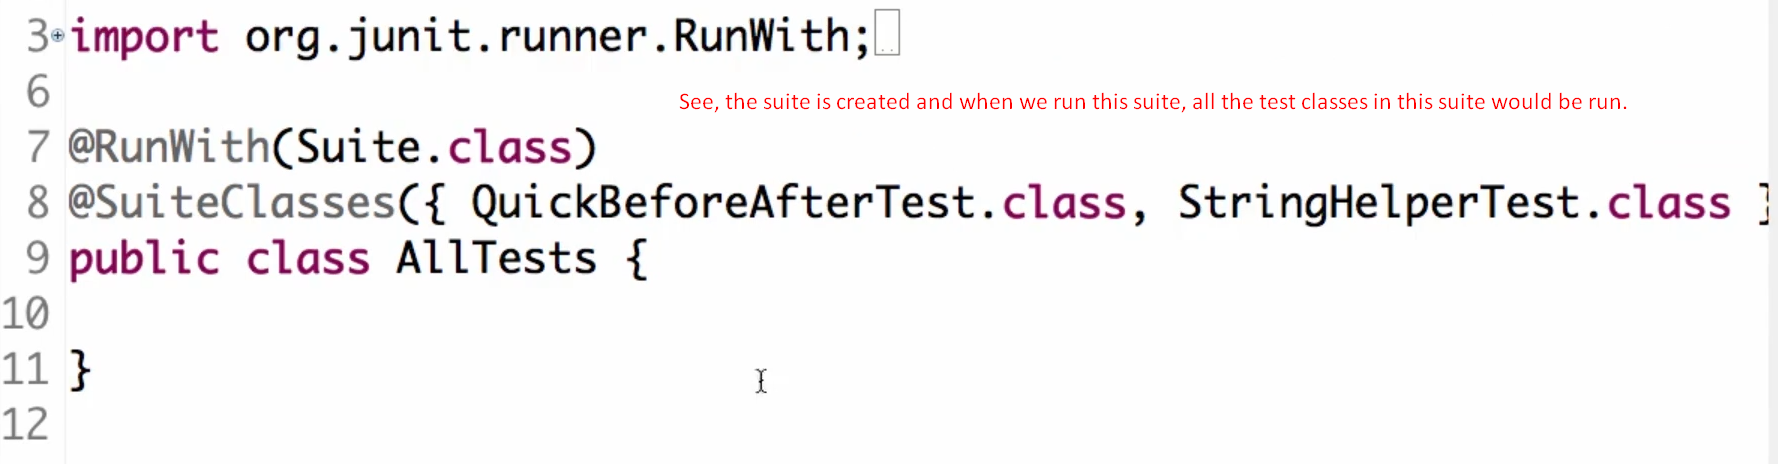 3 import org.junit.runner.RunWith;
6
See, the suite is created and when we run this suite, all the test classes in this suite would be run.
7 @RunWith(Suite.class)
8 @SuiteClasses({ QuickBeforeAfterTest.class, StringHelperTest.class }
9 public class AllTests {
10
11 }
12